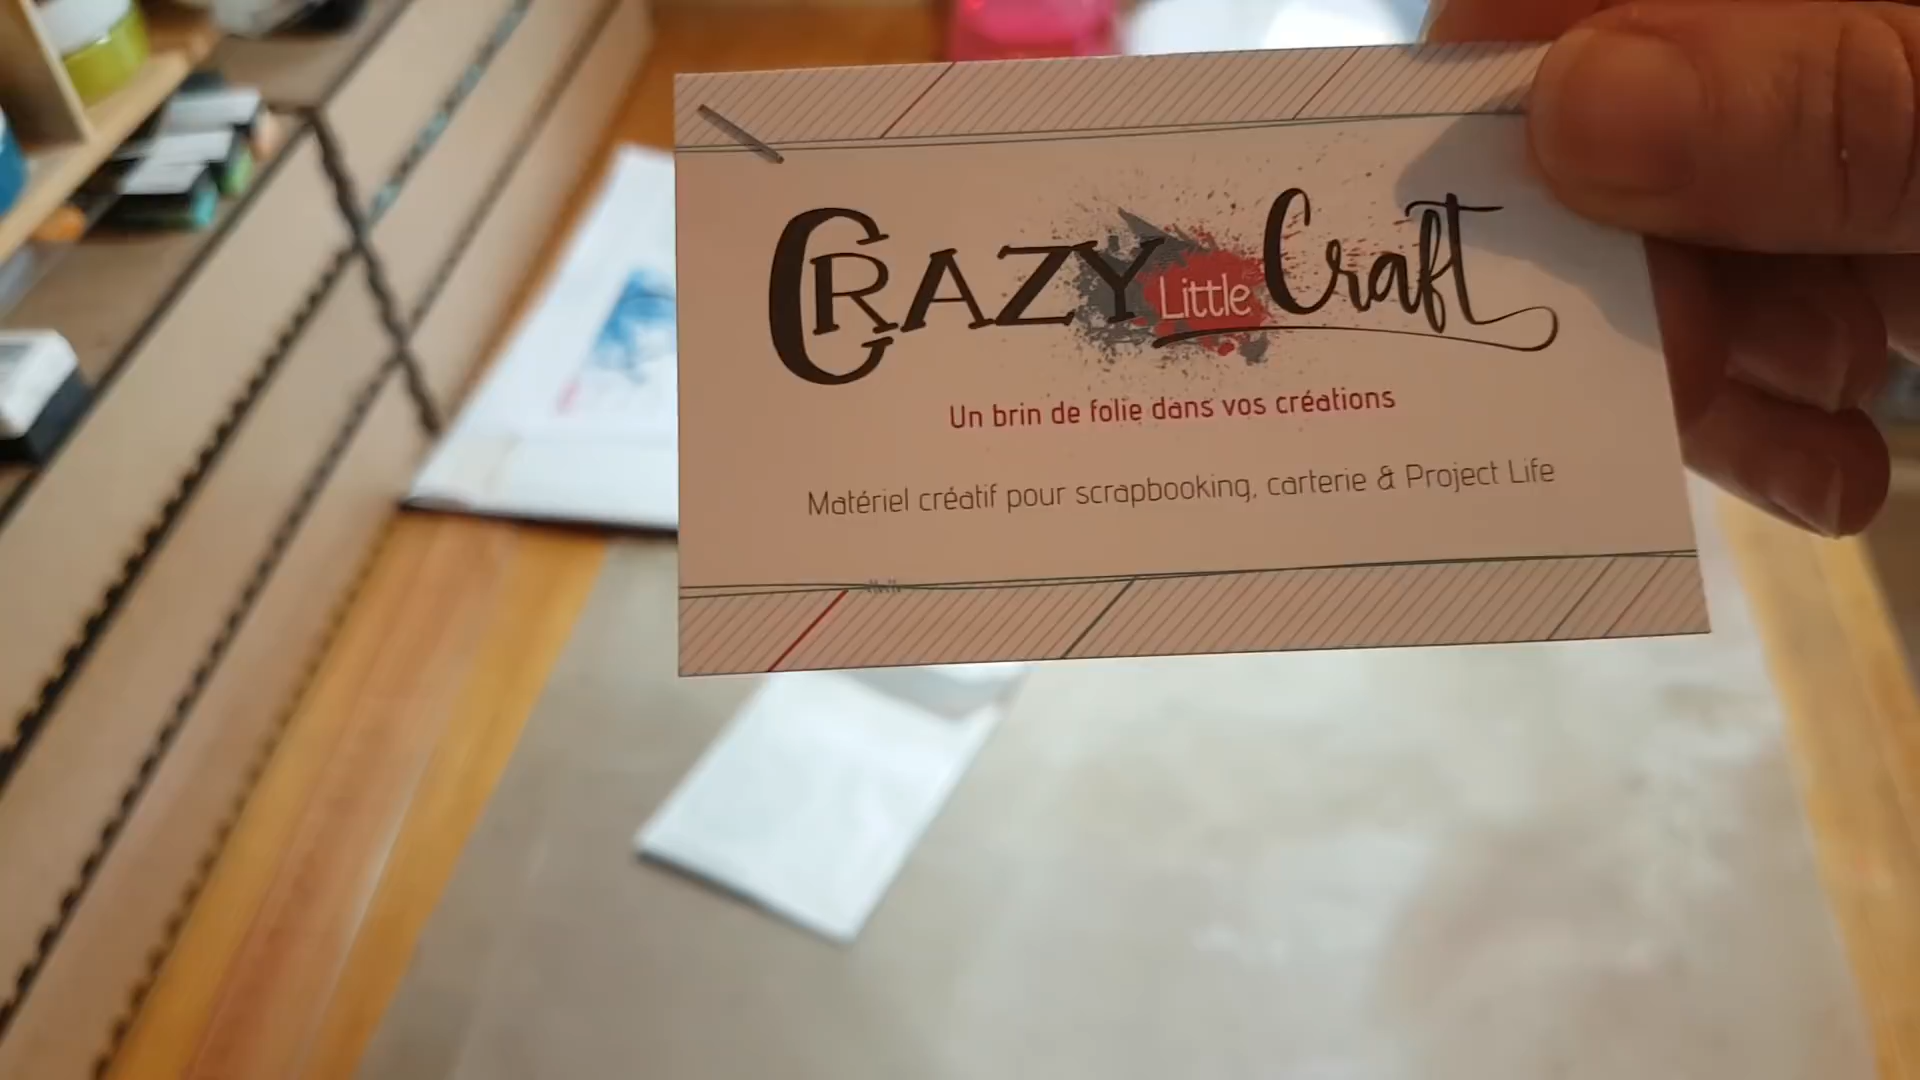 CRAZY Little Craft
Un brin de folie dans vos créations
Matériel créatif pour scrapbooking, carterie & Project Life